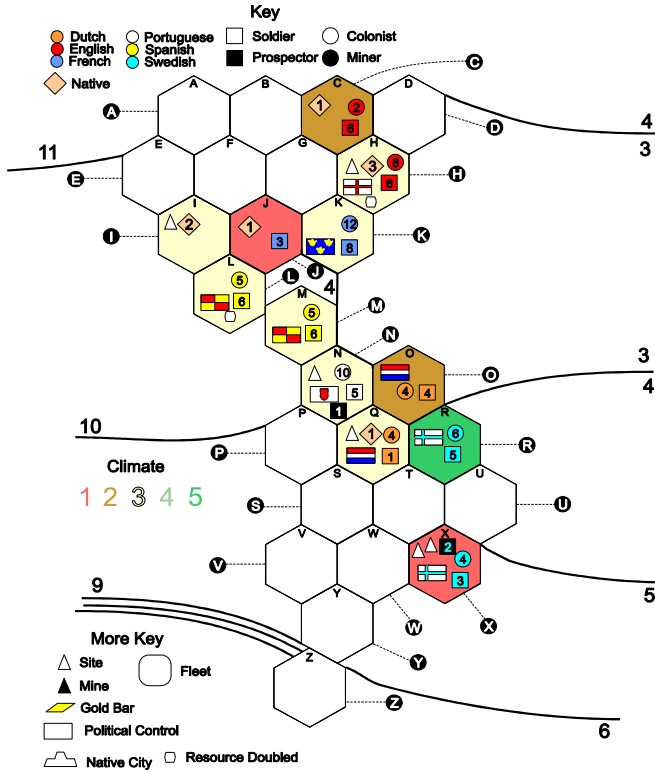 Key
Dutch Portuguese Soldier Colonist
English Spanish
French Swedish Prospector Miner
Native
C
A B C D
1 2
A 6 D 4
3
E F G H
11
3 8
E 6 H
I J K
2 1 12
I 3 8 K
L J
5 L 4
6 M
5 M
6
N
N O 3
10 O 4
5 4 4
P 1 Q R
10
1 4 6
P 1 5 R
Climate S T U
1 2 3 4 5
S U
V W X
2
4
V 3 5
9 Y
W X
More Key Z Y
Site
Fleet
Mine
Gold Bar Z
Political Control 6
Native City Resource Doubled